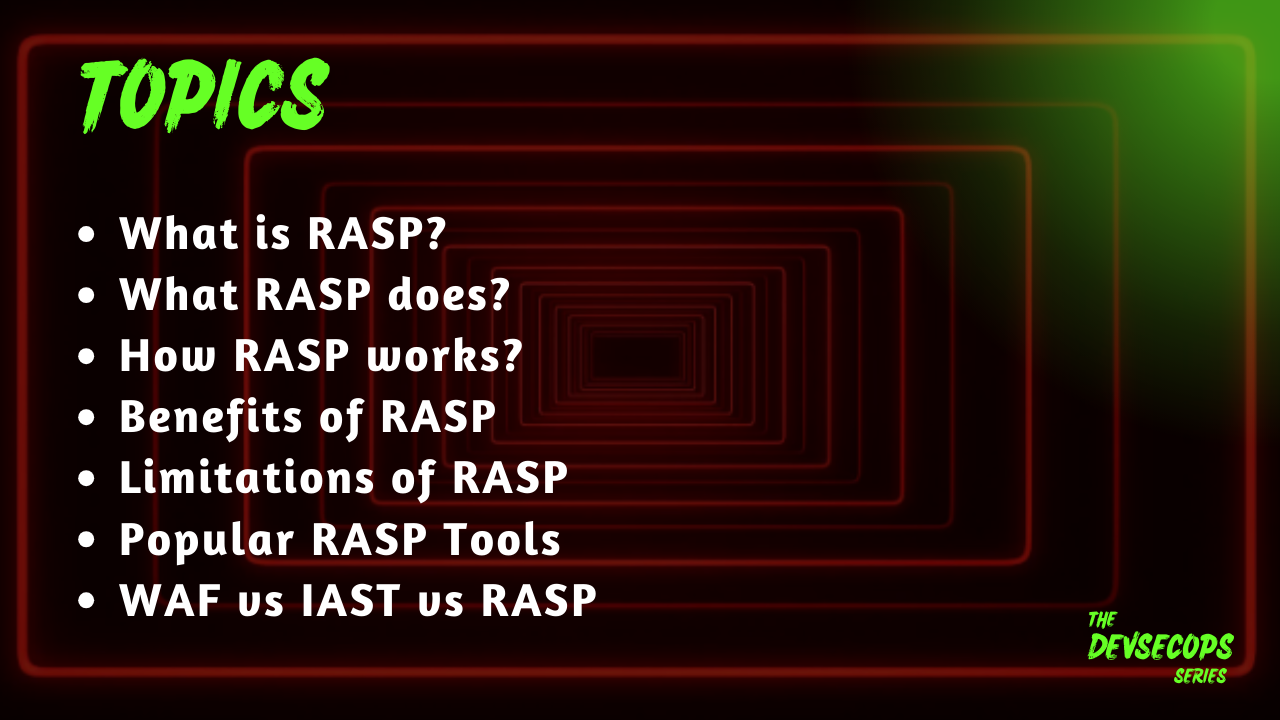 TOPICS
• What is RASP?
• What RASP does?
• How RASP works?
• Benefits of RASP
• Limitations of RASP
• Popular RASP Tools
• WAF vs IAST vs RASP
THE
DEVSECOPS
SERIES